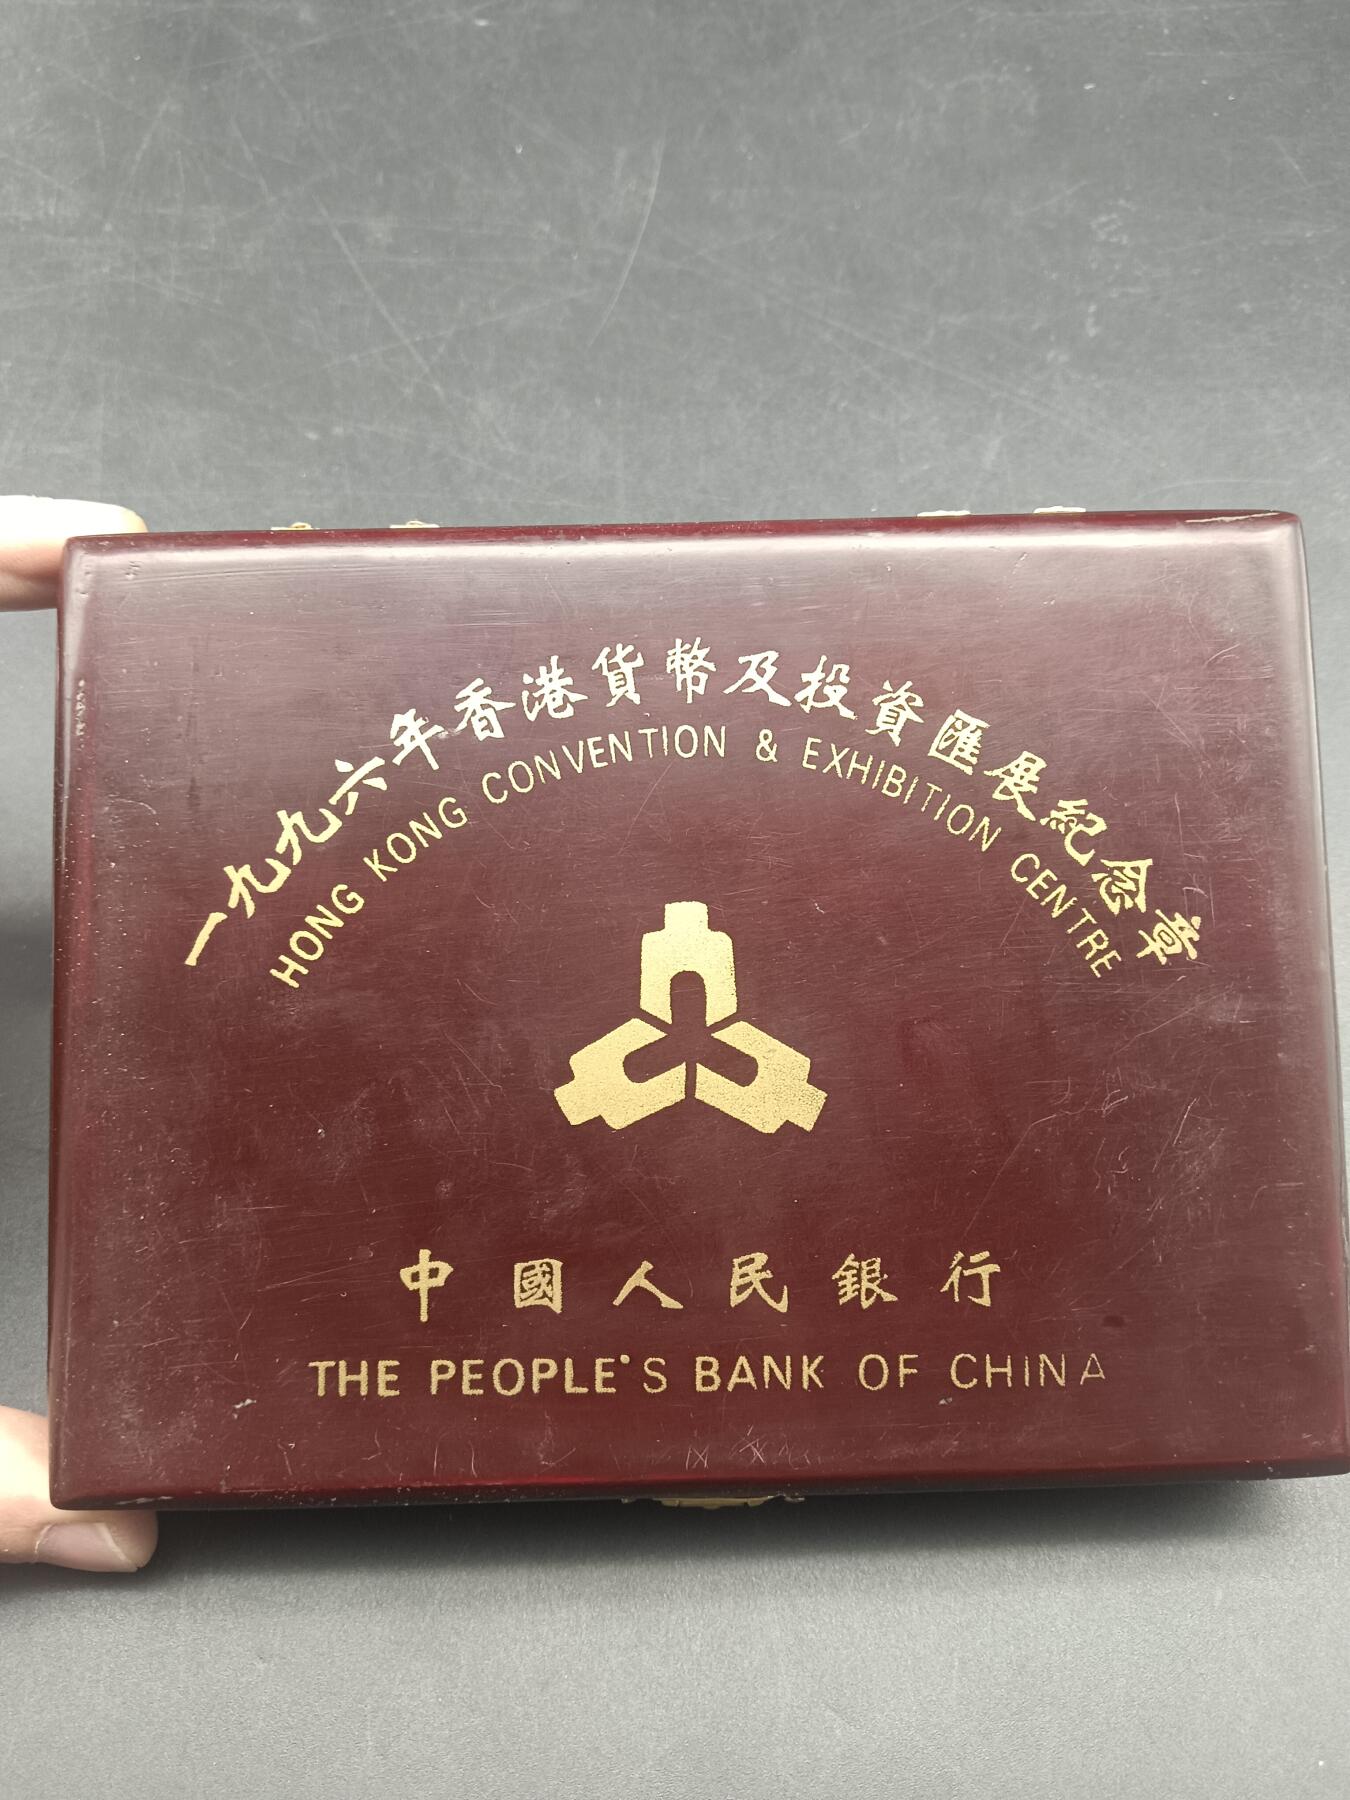 一九九六年香港貨幣及投資匯展紀念章
HONG KONG CONVENTION & EXHIBITION CENTRE
中國人民銀行
THE PEOPLE'S BANK OF CHINA